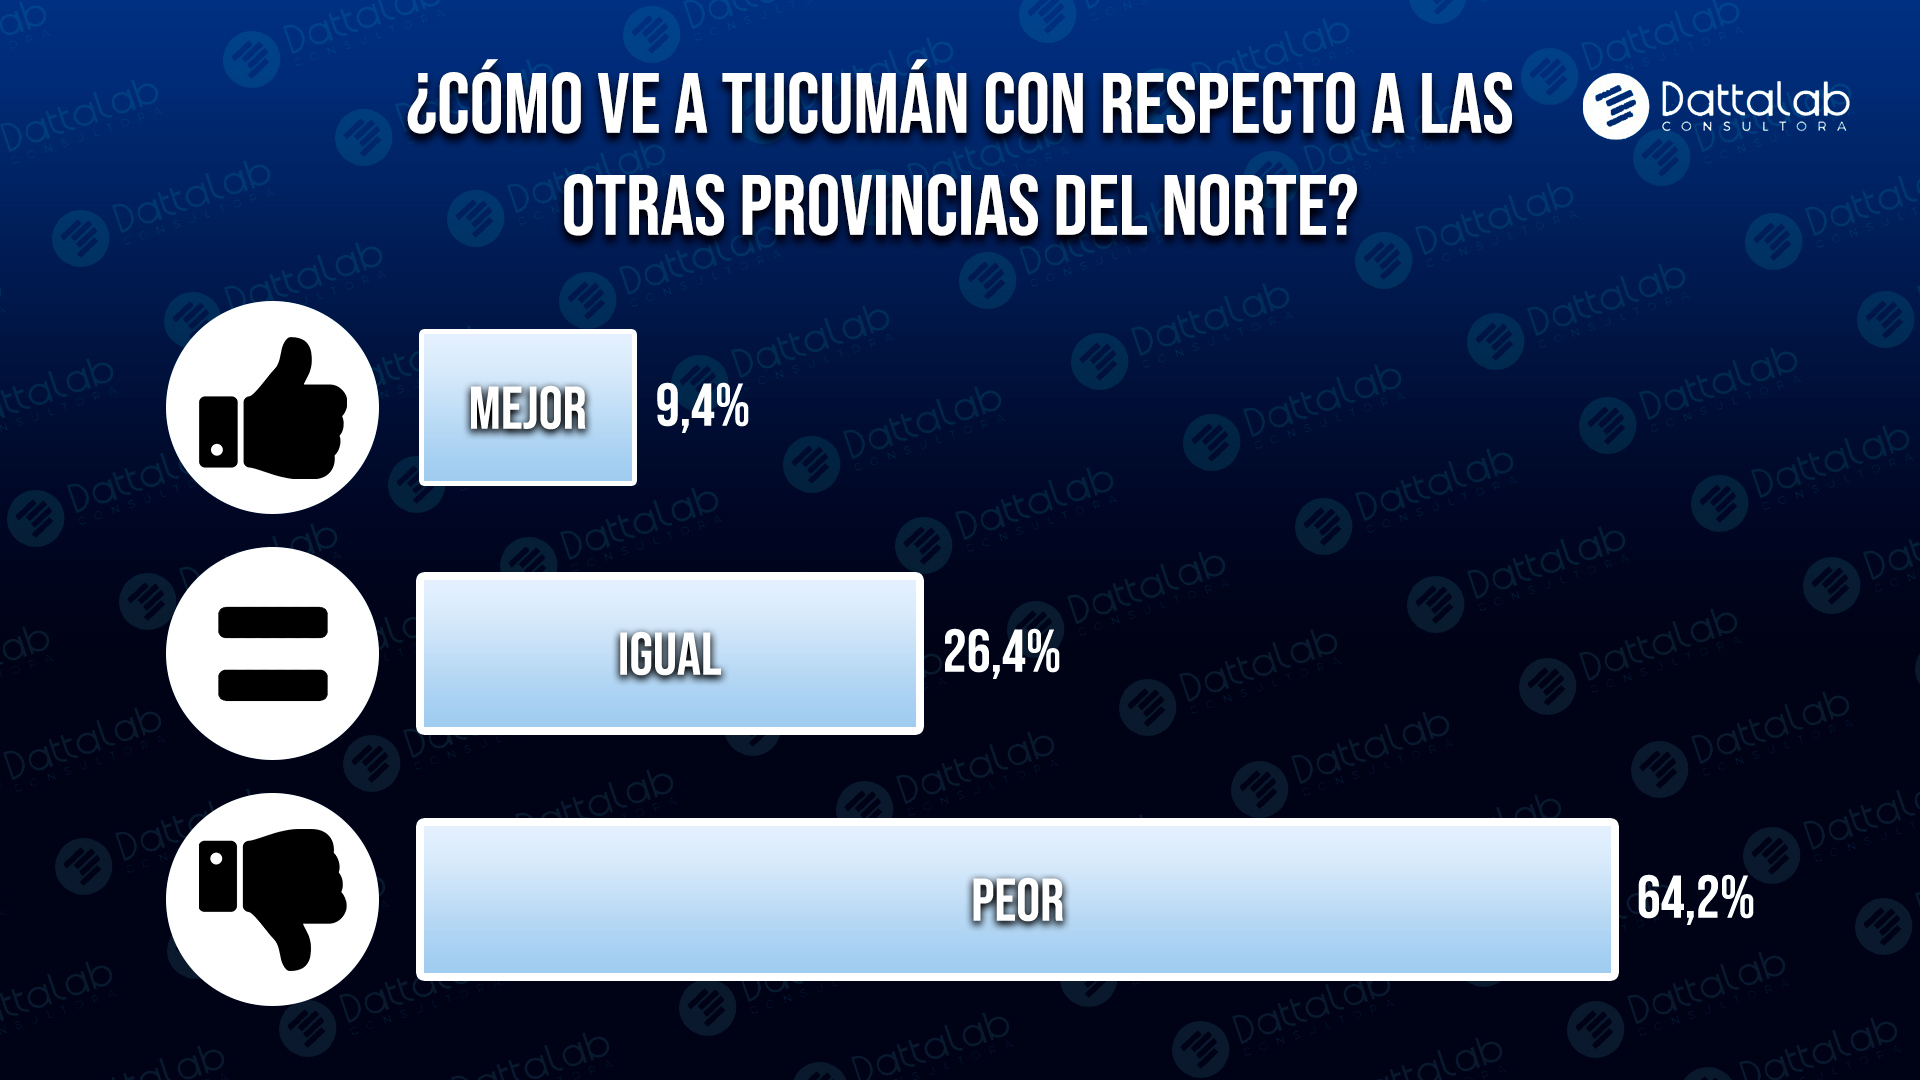 ¿CÓMO VE A TUCUMÁN CON RESPECTO A LAS
OTRAS PROVINCIAS DEL NORTE?
DattaLab
CONSULTORA
MEJOR
9,4%
IGUAL
26,4%
PEOR
64,2%